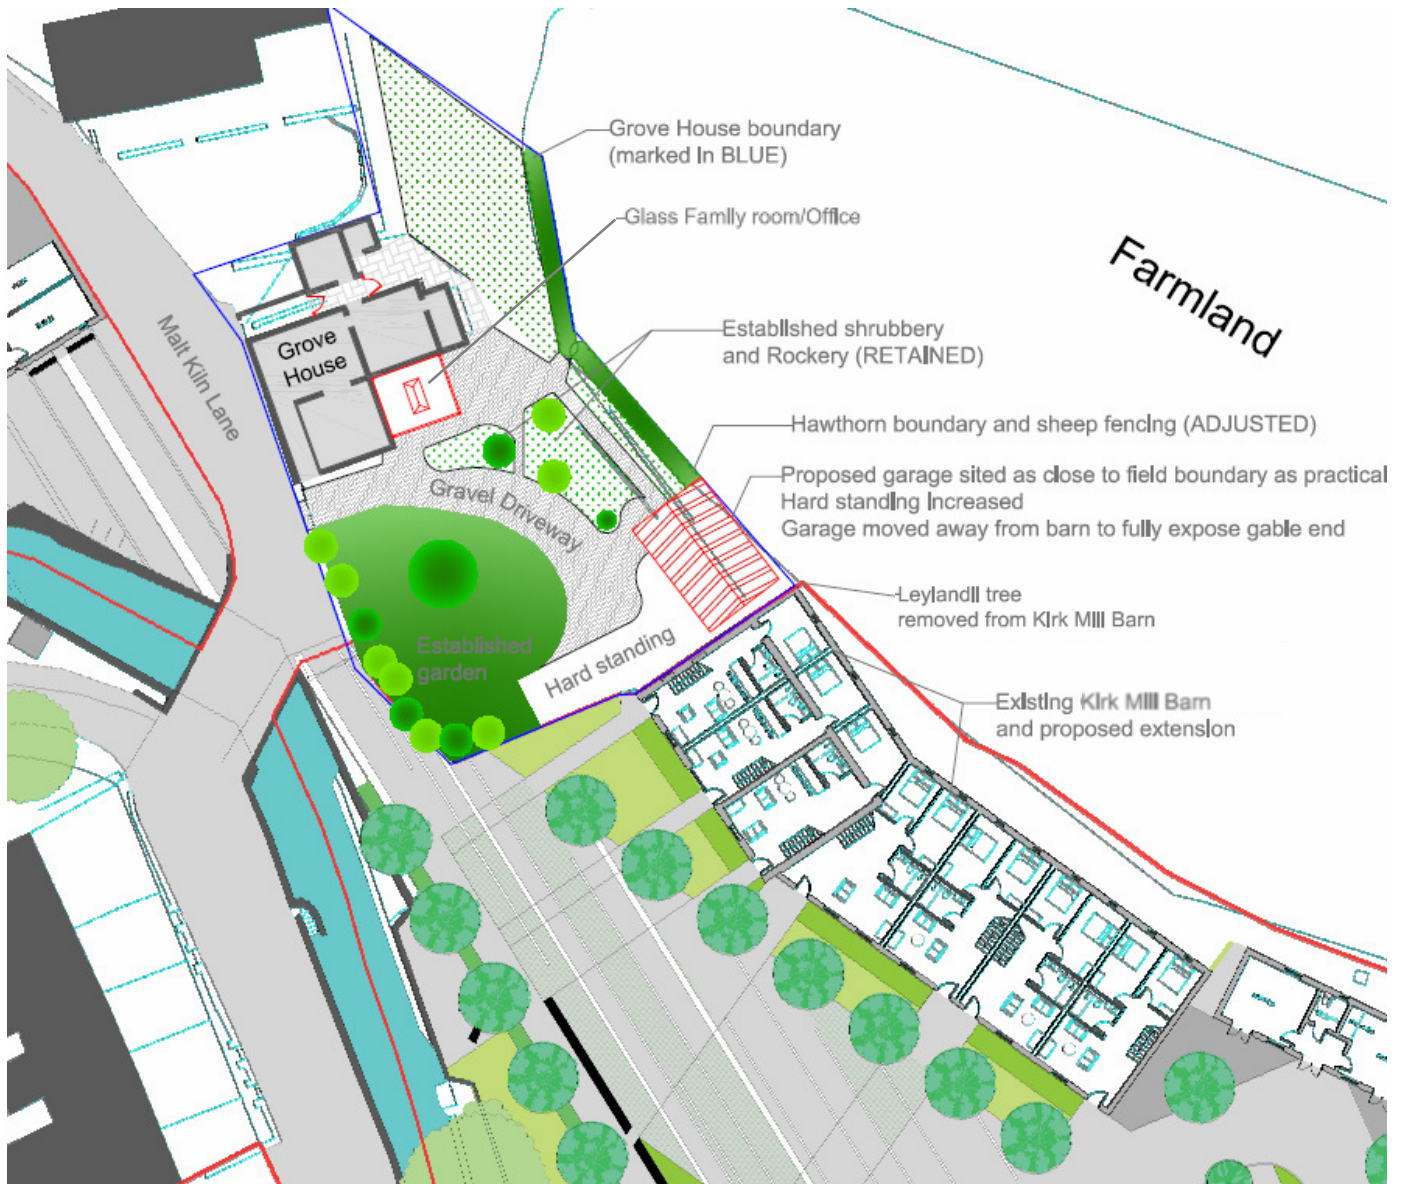 Grove House boundary
(marked in BLUE)
Glass Family room/Office
Farmland
Malt Kiln Lane
Grove
House
Established shrubbery
and Rockery (RETAINED)
Hawthorn boundary and sheep fencing (ADJUSTED)
Proposed garage sited as close to field boundary as practical
Hard standing increased
Garage moved away from barn to fully expose gable end
Gravel Driveway
Leylandii tree
removed from Kirk Mill Barn
Established
garden
Hard standing
Existing Kirk Mill Barn
and proposed extension